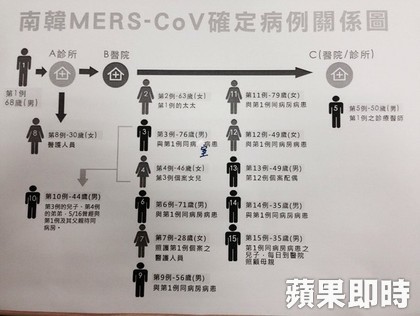 南韓MERS-CoV確定病例關係圖
A診所
B醫院
C(醫院/診所)
1
第1例
68歲(男)
2
第2例-63歲(女)
第1例的太太
11
第11例-79歲(女)
與第1例同病房病患
5
第5例-50歲(男)
第1例之診療醫師
8
第8例-30歲(女)
醫護人員
3
第3例-76歲(男)
與第1例同病 病患
室
12
第12例-49歲(女)
與第1例同病房病患
4
第4例-46歲(女)
第3例個案女兒
13
第13例-49歲(男)
第12例個案配偶
10
第10例-44歲(男)
第3例的兒子、第4例
的弟弟，5/16曾經與
第1例及其父親待同
病房。
6
第6例-71歲(男)
與第1例同病房病患
14
第14例-35歲(男)
與第1例同病房病患
7
第7例-28歲(女)
照護第1例個案之
醫護人員
15
第15例-35歲(男)
第1例同病房病患之
兒子，每日到醫院
照顧母親
9
第9例-56歲(男)
與第1例同病房病患
蘋果即時